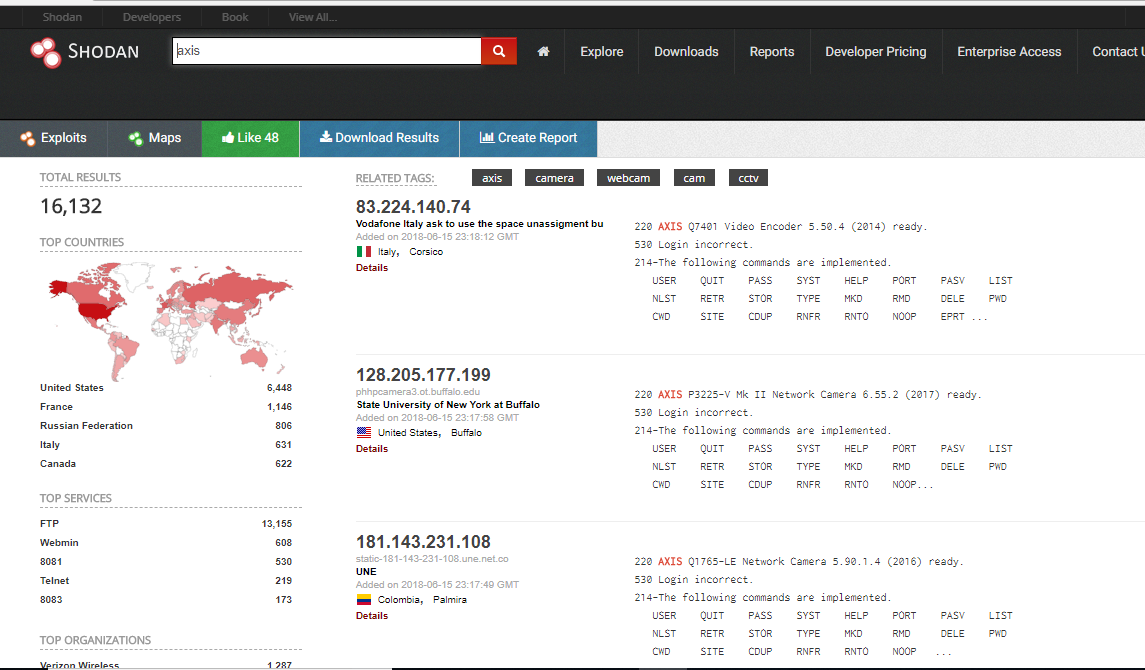 Shodan Developers Book View All...
SHODAN axis Explore Downloads Reports Developer Pricing Enterprise Access Contact U
Exploits Maps Like 48 Download Results Create Report
TOTAL RESULTS
16,132
TOP COUNTRIES
United States 6,448
France 1,146
Russian Federation 806
Italy 631
Canada 622
TOP SERVICES
FTP 13,155
Webmin 608
8081 530
Telnet 219
8083 173
TOP ORGANIZATIONS
Verizon Wireless 1,287
RELATED TAGS: axis camera webcam cam cctv
83.224.140.74
Vodafone Italy ask to use the space unassigment bu
Added on 2018-06-15 23:18:12 GMT
Italy, Corsico
Details
220 AXIS Q7401 Video Encoder 5.50.4 (2014) ready.
530 Login incorrect.
214-The following commands are implemented.
USER QUIT PASS SYST HELP PORT PASV LIST
NLST RETR STOR TYPE MKD RMD DELE PWD
CWD SITE CDUP RNFR RNTO NOOP EPRT ...
128.205.177.199
phhpcamera3.ot.buffalo.edu
State University of New York at Buffalo
Added on 2018-06-15 23:17:58 GMT
United States, Buffalo
Details
220 AXIS P3225-V Mk II Network Camera 6.55.2 (2017) ready.
530 Login incorrect.
214-The following commands are implemented.
USER QUIT PASS SYST HELP PORT PASV LIST
NLST RETR STOR TYPE MKD RMD DELE PWD
CWD SITE CDUP RNFR RNTO NOOP...
181.143.231.108
static-181-143-231-108.une.net.co
UNE
Added on 2018-06-15 23:17:49 GMT
Colombia, Palmira
Details
220 AXIS Q1765-LE Network Camera 5.90.1.4 (2016) ready.
530 Login incorrect.
214-The following commands are implemented.
USER QUIT PASS SYST HELP PORT PASV LIST
NLST RETR STOR TYPE MKD RMD DELE PWD
CWD SITE CDUP RNFR RNTO NOOP ...